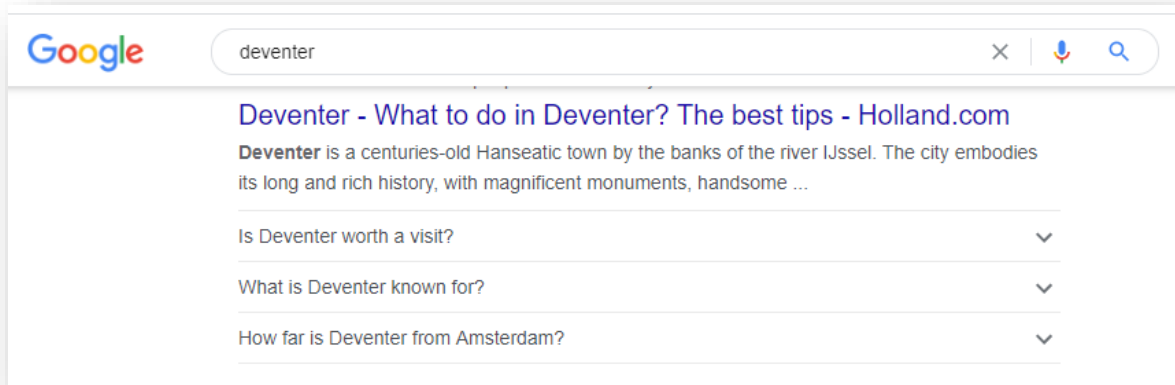 Google
deventer
Deventer - What to do in Deventer? The best tips - Holland.com
Deventer is a centuries-old Hanseatic town by the banks of the river IJssel. The city embodies
its long and rich history, with magnificent monuments, handsome ...
Is Deventer worth a visit?
What is Deventer known for?
How far is Deventer from Amsterdam?